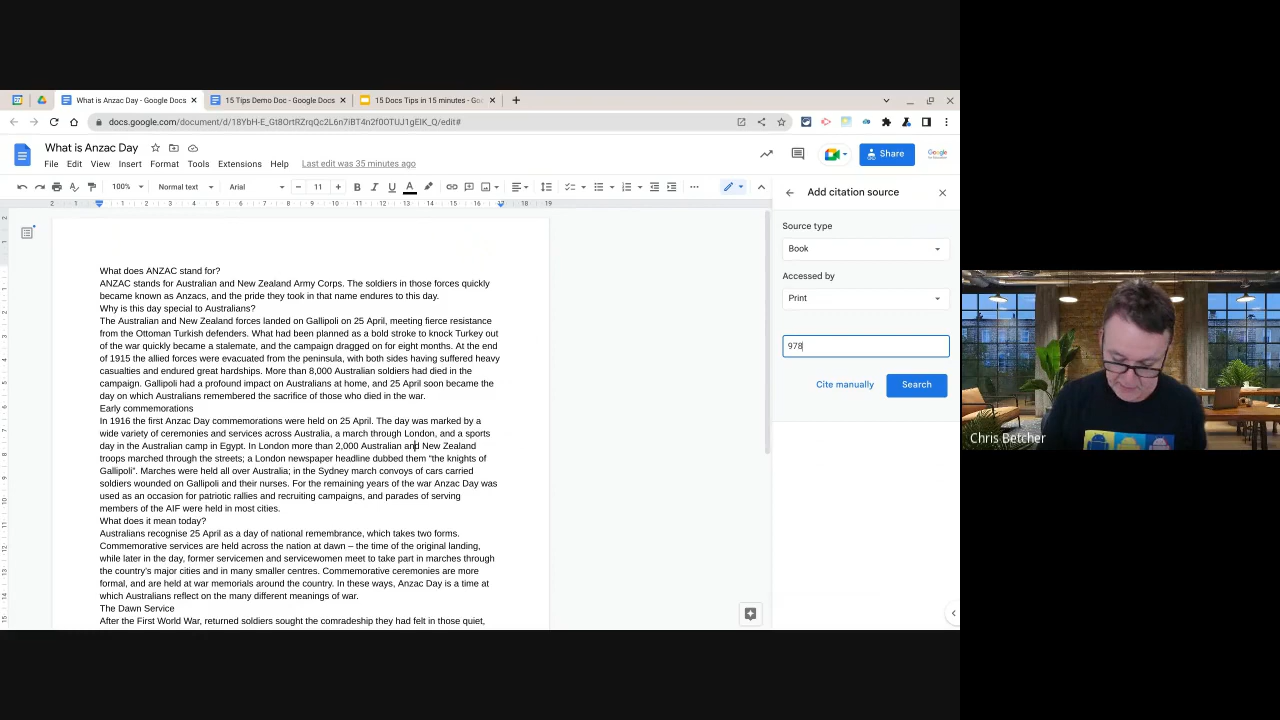 What is Anzac Day - Google Docs
15 Tips Demo Doc - Google Docs
15 Docs Tips in 15 minutes - Go
docs.google.com/document/d/18YbH-E_Gt8OrtRZrqQc2L6n7iBT4n2f0OTUJ1gEIK_Q/edit#
What is Anzac Day
File Edit View Insert Format Tools Extensions Help Last edit was 35 minutes ago
Share
100% Normal text Arial 11
2 1 1 2 3 4 5 6 7 8 9 10 11 12 13 14 15 16 17 18 19
Add citation source
Source type
Book
Accessed by
Print
978
Cite manually
Search
What does ANZAC stand for?
ANZAC stands for Australian and New Zealand Army Corps. The soldiers in those forces quickly
became known as Anzacs, and the pride they took in that name endures to this day.
Why is this day special to Australians?
The Australian and New Zealand forces landed on Gallipoli on 25 April, meeting fierce resistance
from the Ottoman Turkish defenders. What had been planned as a bold stroke to knock Turkey out
of the war quickly became a stalemate, and the campaign dragged on for eight months. At the end
of 1915 the allied forces were evacuated from the peninsula, with both sides having suffered heavy
casualties and endured great hardships. More than 8,000 Australian soldiers had died in the
campaign. Gallipoli had a profound impact on Australians at home, and 25 April soon became the
day on which Australians remembered the sacrifice of those who died in the war.
Early commemorations
In 1916 the first Anzac Day commemorations were held on 25 April. The day was marked by a
wide variety of ceremonies and services across Australia, a march through London, and a sports
day in the Australian camp in Egypt. In London more than 2,000 Australian and New Zealand
troops marched through the streets; a London newspaper headline dubbed them “the knights of
Gallipoli”. Marches were held all over Australia; in the Sydney march convoys of cars carried
soldiers wounded on Gallipoli and their nurses. For the remaining years of the war Anzac Day was
used as an occasion for patriotic rallies and recruiting campaigns, and parades of serving
members of the AIF were held in most cities.
What does it mean today?
Australians recognise 25 April as a day of national remembrance, which takes two forms.
Commemorative services are held across the nation at dawn – the time of the original landing,
while later in the day, former servicemen and servicewomen meet to take part in marches through
the country's major cities and in many smaller centres. Commemorative ceremonies are more
formal, and are held at war memorials around the country. In these ways, Anzac Day is a time at
which Australians reflect on the many different meanings of war.
The Dawn Service
After the First World War, returned soldiers sought the comradeship they had felt in those quiet,
Chris Betcher